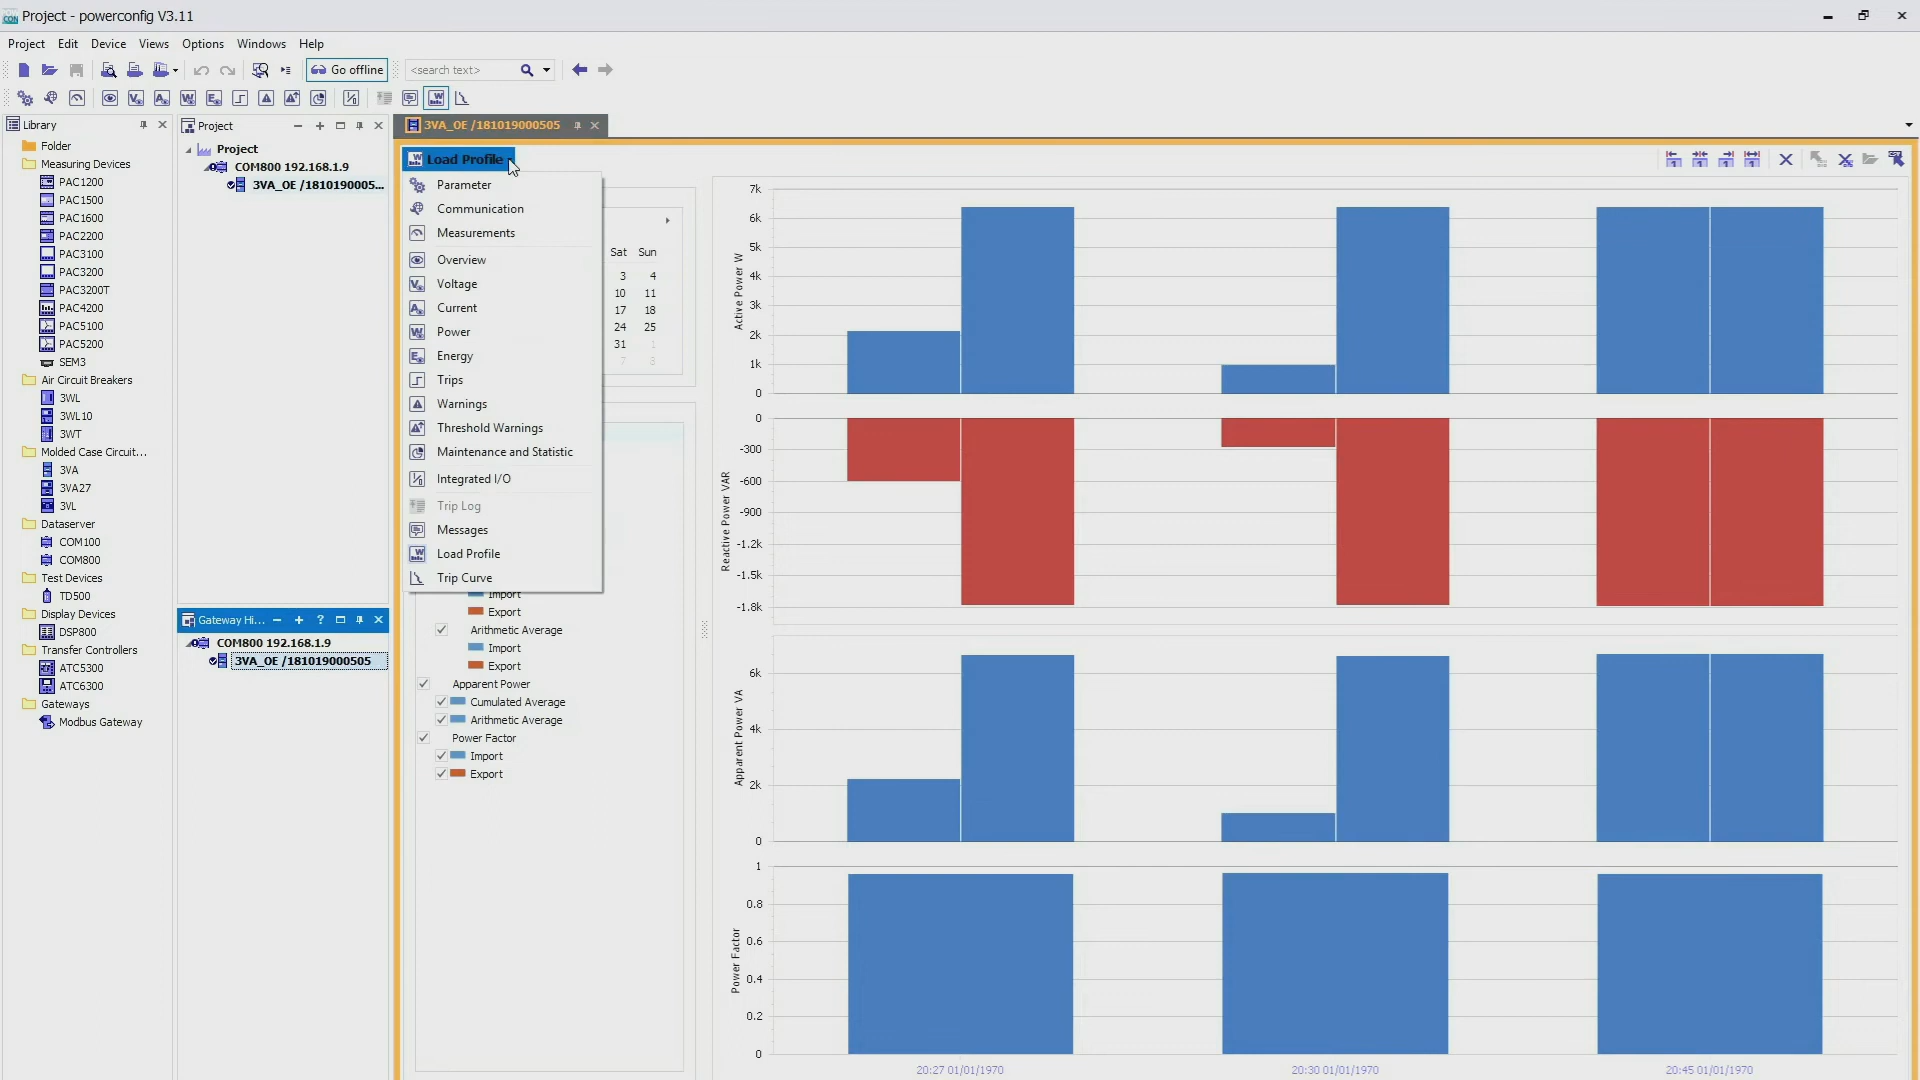 Project - powerconfig V3.11
Project Edit Device Views Options Windows Help
Go offline <search text>
Library
Folder
Measuring Devices
PAC1200
PAC1500
PAC1600
PAC2200
PAC3100
PAC3200
PAC3200T
PAC4200
PAC5100
PAC5200
SEM3
Air Circuit Breakers
3WL
3WL10
3WT
Molded Case Circuit...
3VA
3VA27
3VL
Dataserver
COM100
COM800
Test Devices
TD500
Display Devices
DSP800
Transfer Controllers
ATC5300
ATC6300
Gateways
Modbus Gateway
Project
Project
COM800 192.168.1.9
3VA_OE /1810190005...
Gateway Hi...
COM800 192.168.1.9
3VA_OE /181019000505
3VA_OE /181019000505
Load Profile
Parameter
Communication
Measurements
Overview
Voltage
Current
Power
Energy
Trips
Warnings
Threshold Warnings
Maintenance and Statistic
Integrated I/O
Trip Log
Messages
Load Profile
Trip Curve
Sat Sun
3 4
10 11
17 18
24 25
31 1
7 8
Import
Export
Arithmetic Average
Import
Export
Apparent Power
Cumulated Average
Arithmetic Average
Power Factor
Import
Export
Active Power W
7k
6k
5k
4k
3k
2k
1k
0
Reactive Power VAR
0
-300
-600
-900
-1.2k
-1.5k
-1.8k
Apparent Power VA
6k
4k
2k
0
Power Factor
1
0.8
0.6
0.4
0.2
0
20:27 01/01/1970
20:30 01/01/1970
20:45 01/01/1970